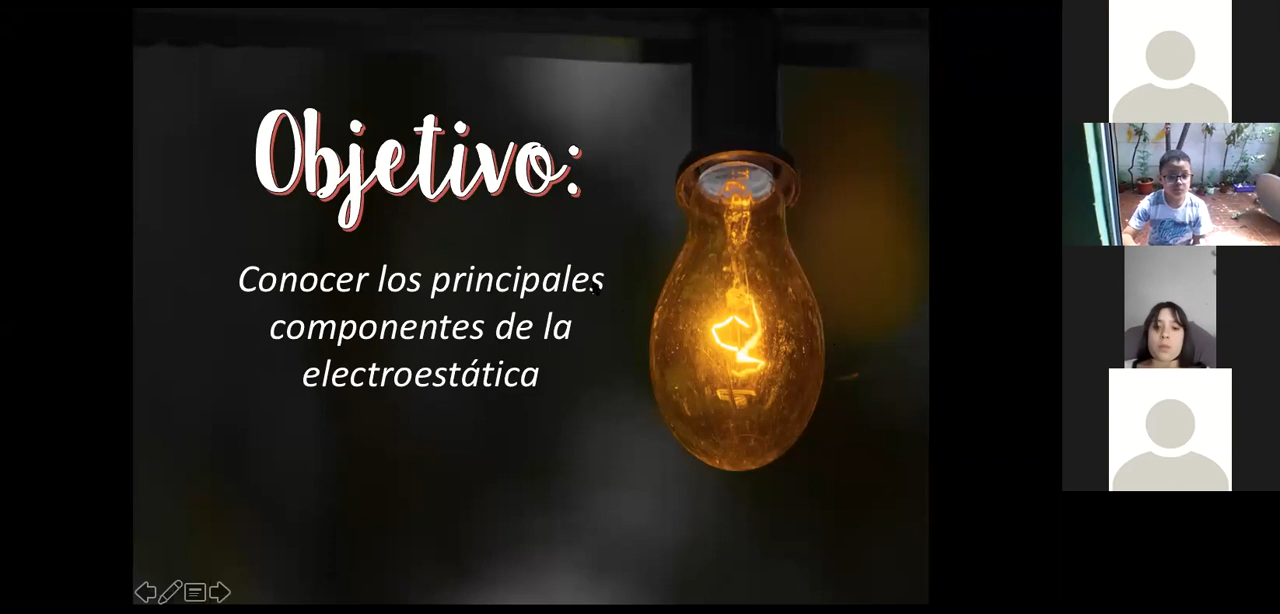 Objetivo:
Conocer los principales
componentes de la
electroestática